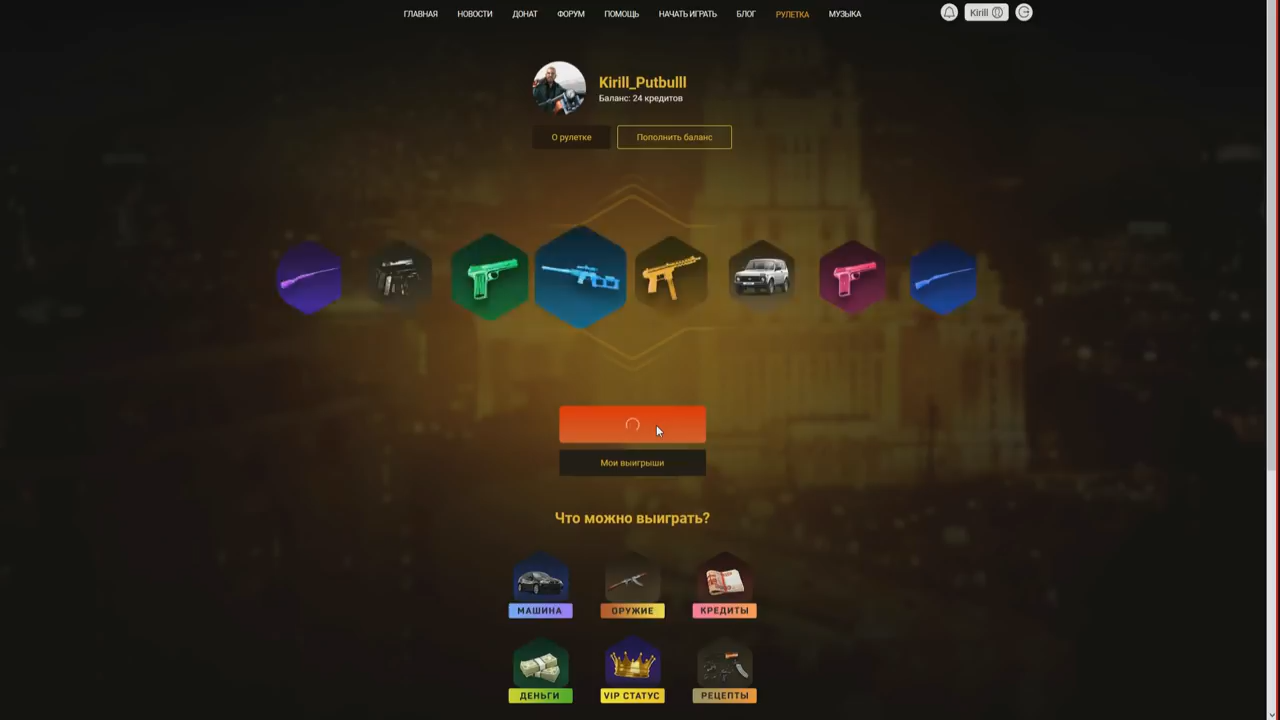 ГЛАВНАЯ НОВОСТИ ДОНАТ ФОРУМ ПОМОЩЬ НАЧАТЬ ИГРАТЬ БЛОГ РУЛЕТКА МУЗЫКА Kirill
Kirill_Putbulll
Баланс: 24 кредитов
О рулетке Пополнить баланс
Мои выигрыши
Что можно выиграть?
МАШИНА ОРУЖИЕ КРЕДИТЫ
ДЕНЬГИ VIP СТАТУС РЕЦЕПТЫ